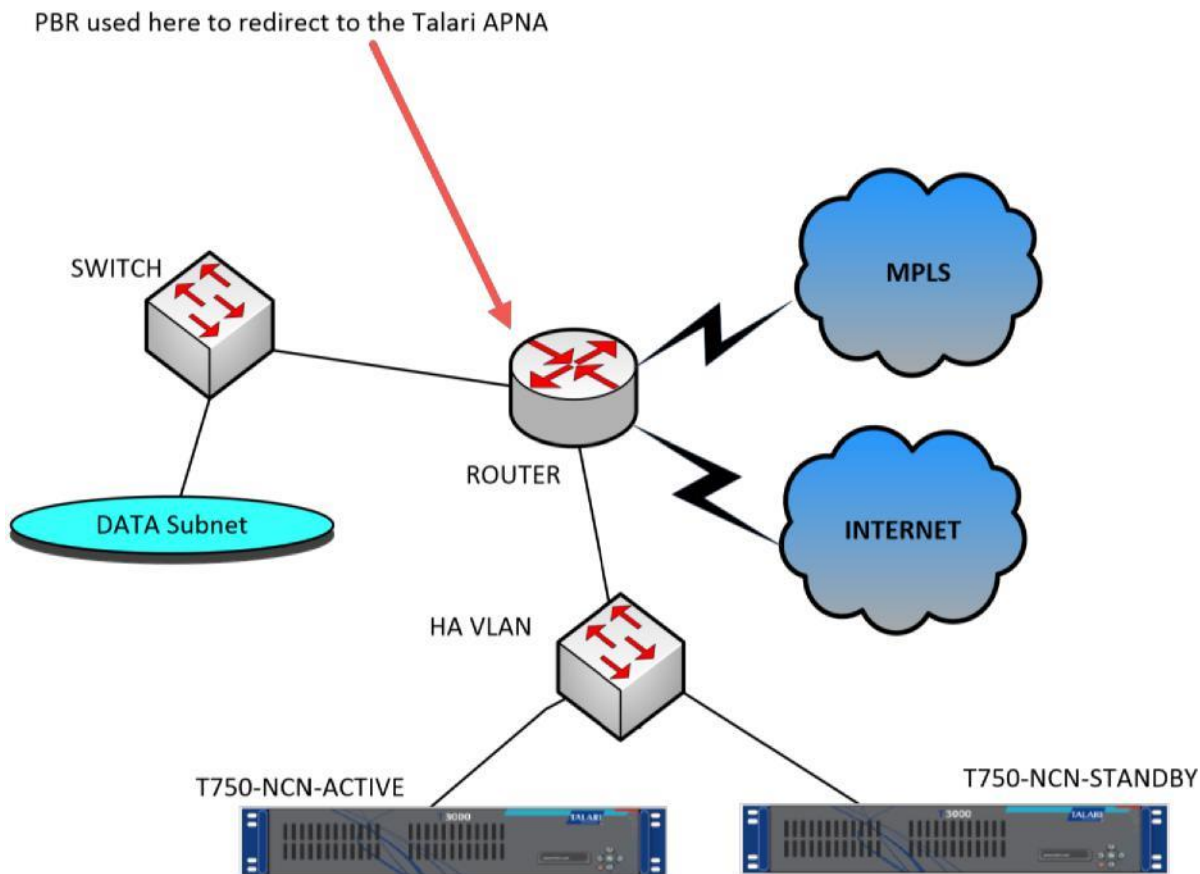 PBR used here to redirect to the Talari APNA
SWITCH
MPLS
ROUTER
DATA Subnet
INTERNET
HA VLAN
T750-NCN-ACTIVE
T750-NCN-STANDBY
3000
TALARI
3000
TALARI